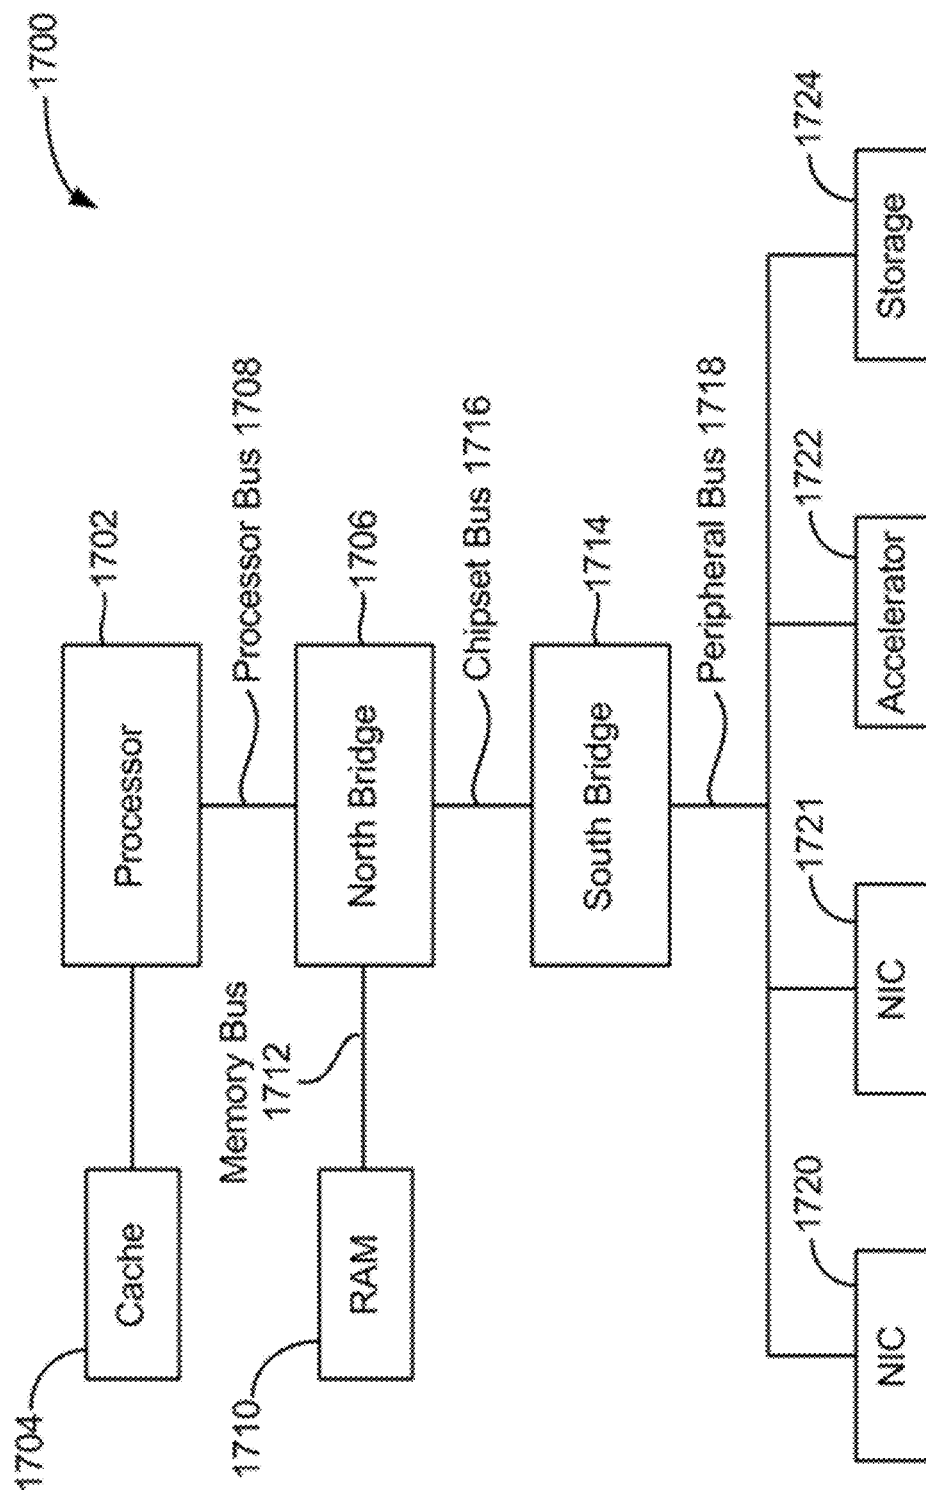 1700
1702
Cache
Processor
1704
Processor Bus 1708
Memory Bus
1712
1706
RAM
North Bridge
1710
Chipset Bus 1716
1714
South Bridge
Peripheral Bus 1718
1720
1721
1722
1724
NIC
NIC
Accelerator
Storage